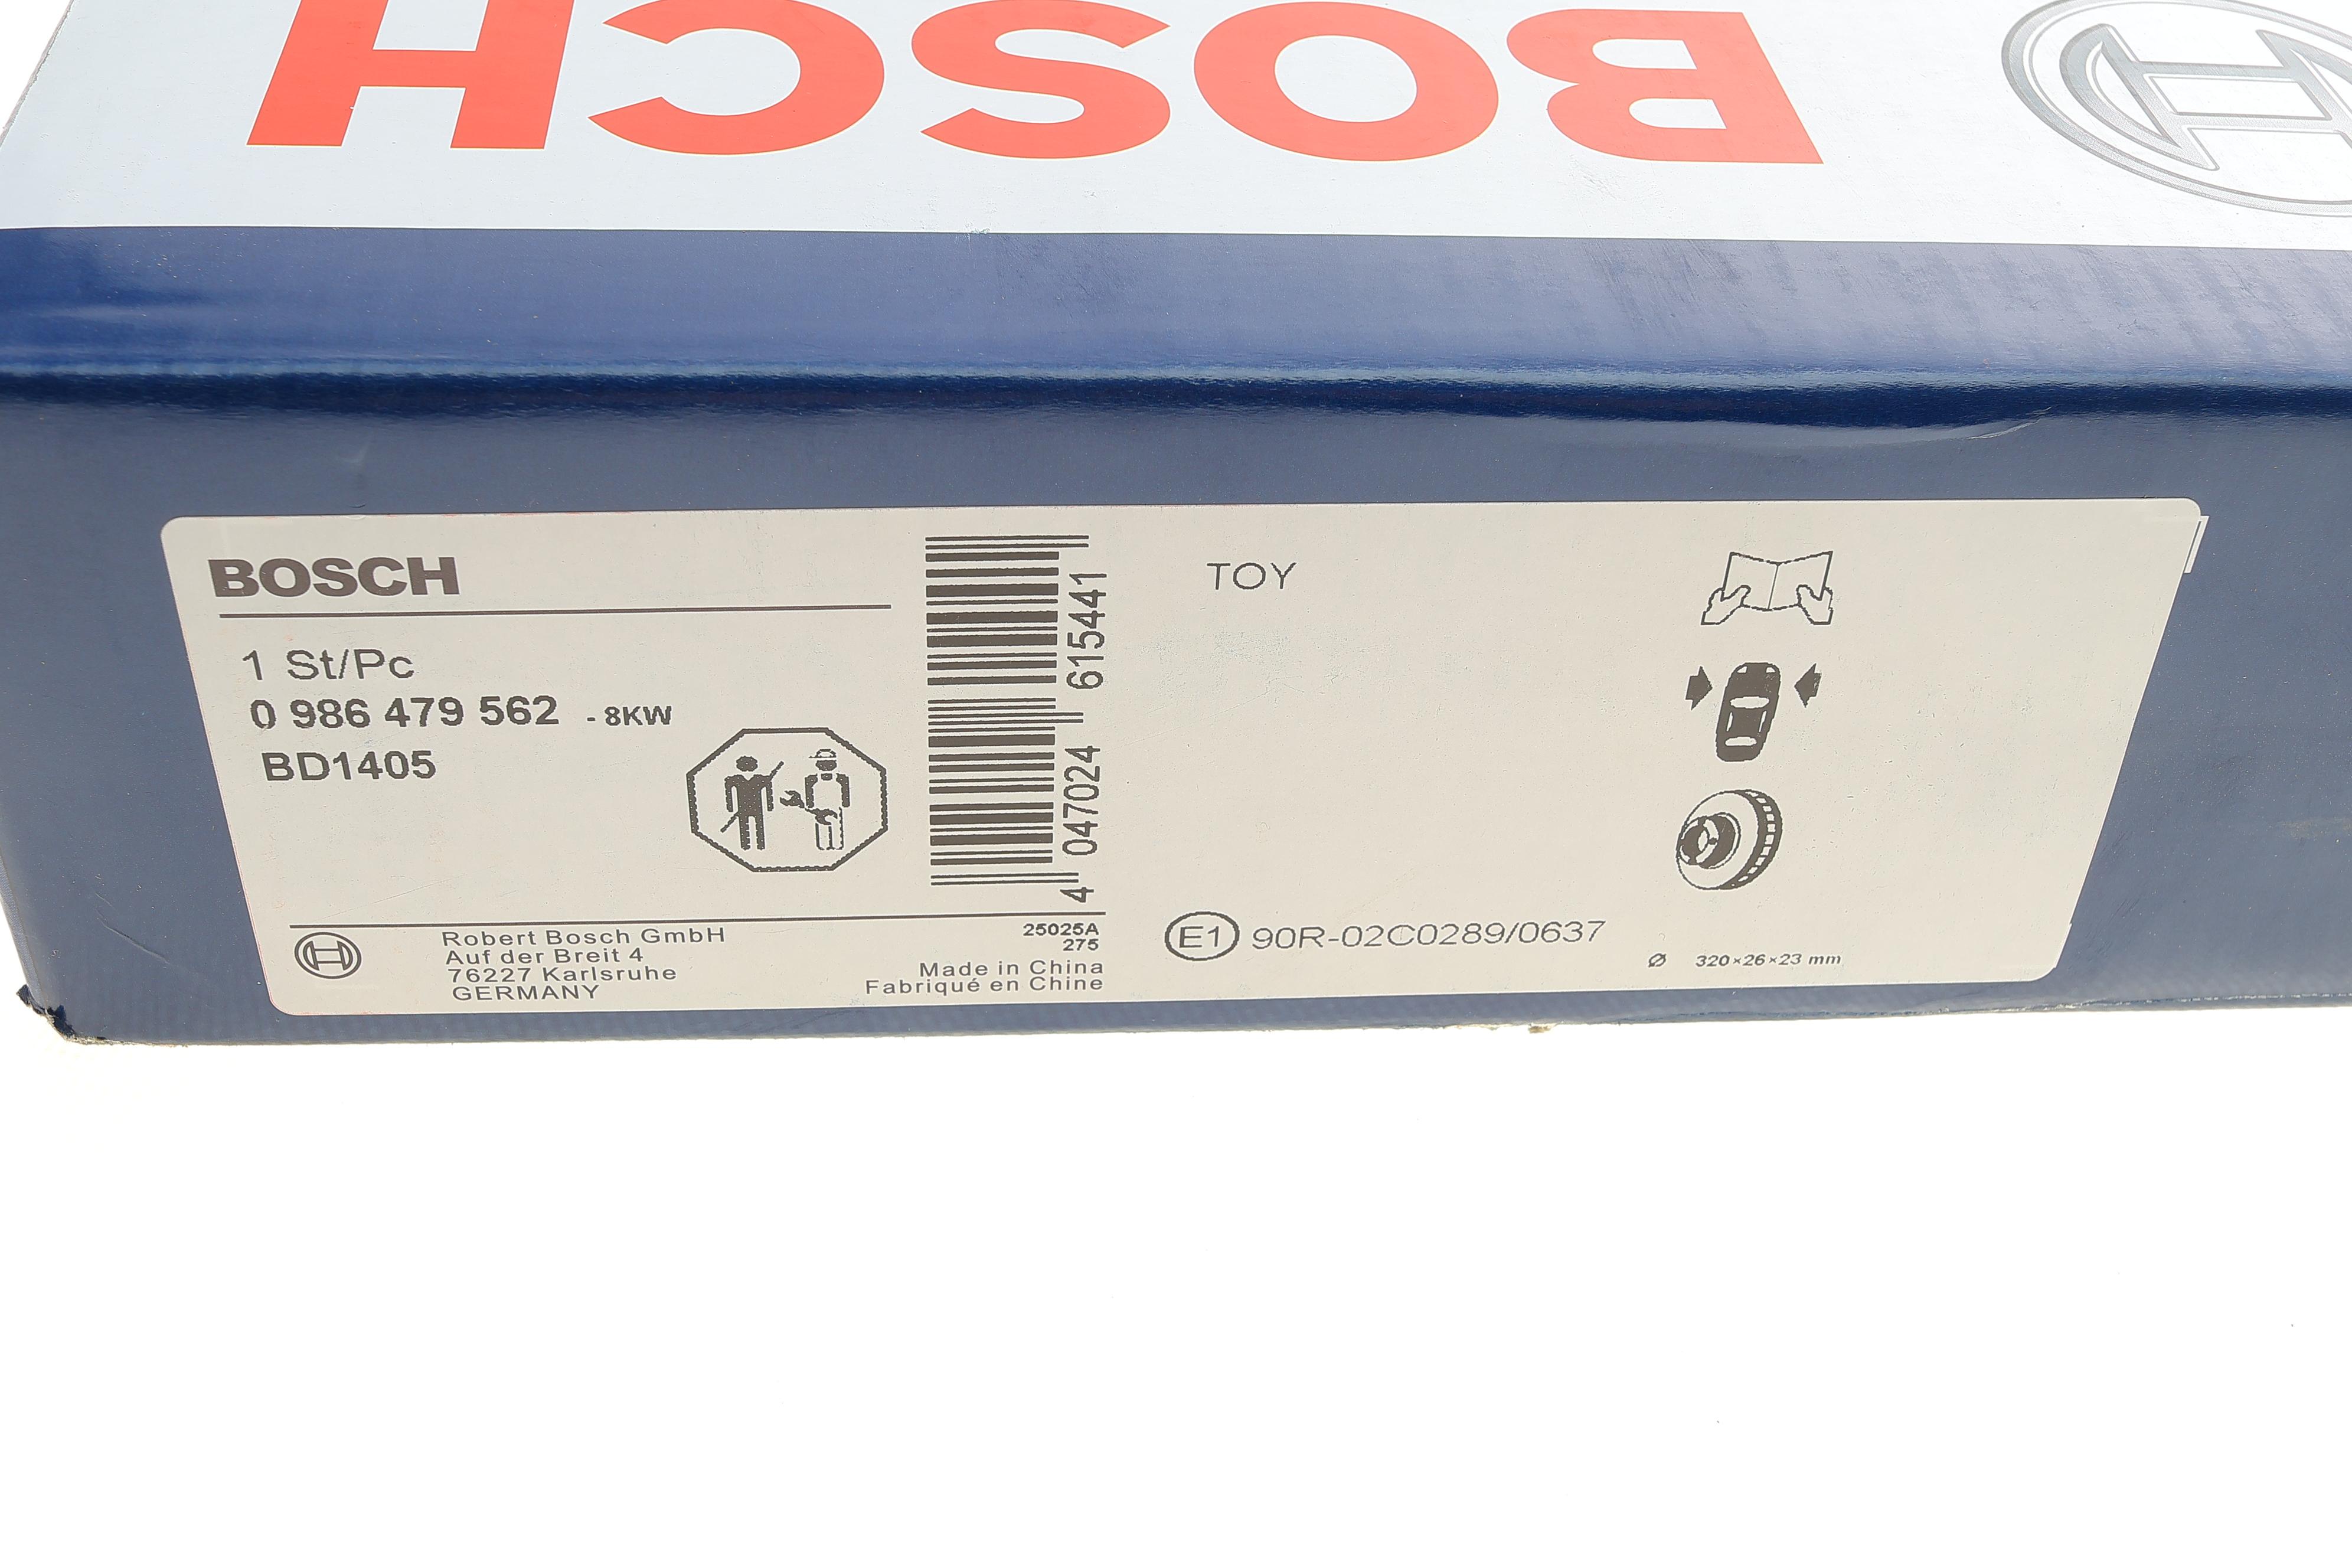 BOSCH
BOSCH
1 St/Pc
0 986 479 562 - 8KW
BD1405
4 047024 615441
Robert Bosch GmbH
Auf der Breit 4
76227 Karlsruhe
GERMANY
25025A
275
Made in China
Fabriqué en Chine
TOY
E1 90R-02C0289/0637
Ø 320×26×23 mm